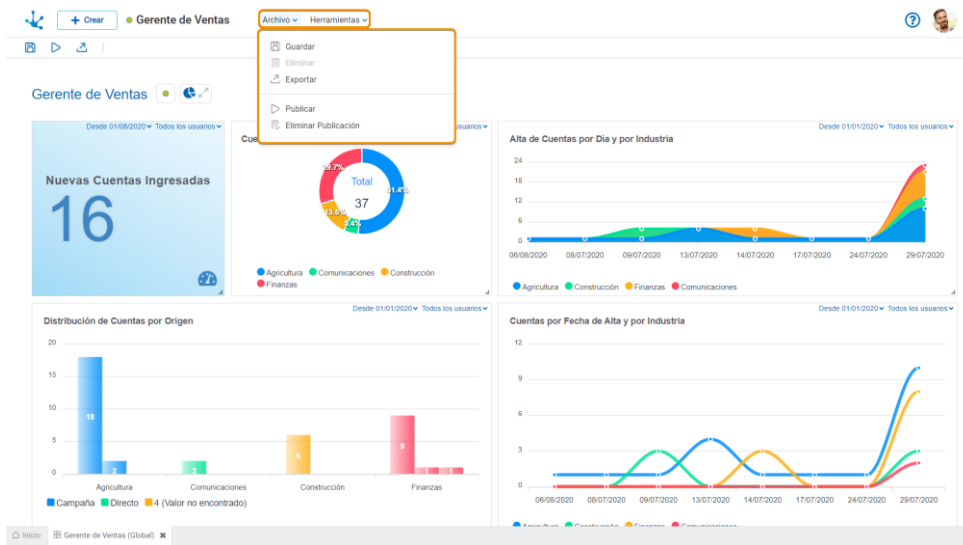 + Crear
Gerente de Ventas
Archivo Herramientas
?
Guardar
Eliminar
Exportar
Publicar
Eliminar Publicación
Gerente de Ventas
Desde 01/08/2020 Todos los usuarios
Nuevas Cuentas Ingresadas
16
Cue
usuarios
Total
37
13.5%
Agricultura Comunicaciones Construcción
Finanzas
Desde 01/01/2020 Todos los usuarios
Alta de Cuentas por Día y por Industria
24
18
12
6
0
06/08/2020 08/07/2020 09/07/2020 13/07/2020 14/07/2020 17/07/2020 24/07/2020 29/07/2020
Agricultura Construcción Finanzas Comunicaciones
Desde 01/01/2020 Todos los usuarios
Distribución de Cuentas por Origen
20
15
10
5
0
18
2
2
6
9
1
1
Agricultura Comunicaciones Construcción Finanzas
Campaña Directo 4 (Valor no encontrado)
Desde 01/01/2020 Todos los usuarios
Cuentas por Fecha de Alta y por Industria
12
9
6
3
0
06/08/2020 08/07/2020 09/07/2020 13/07/2020 14/07/2020 17/07/2020 24/07/2020 29/07/2020
Agricultura Construcción Finanzas Comunicaciones
Inicio
Gerente de Ventas (Global)